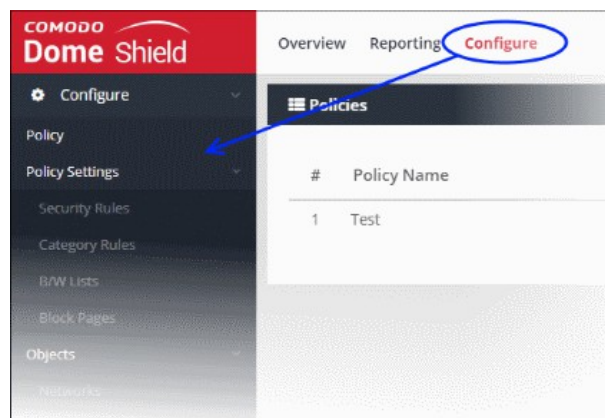 COMODO
Dome Shield
Overview Reporting Configure
Configure
Policy
Policy Settings
Security Rules
Category Rules
B/W Lists
Block Pages
Objects
Networks
Policies
# Policy Name
1 Test